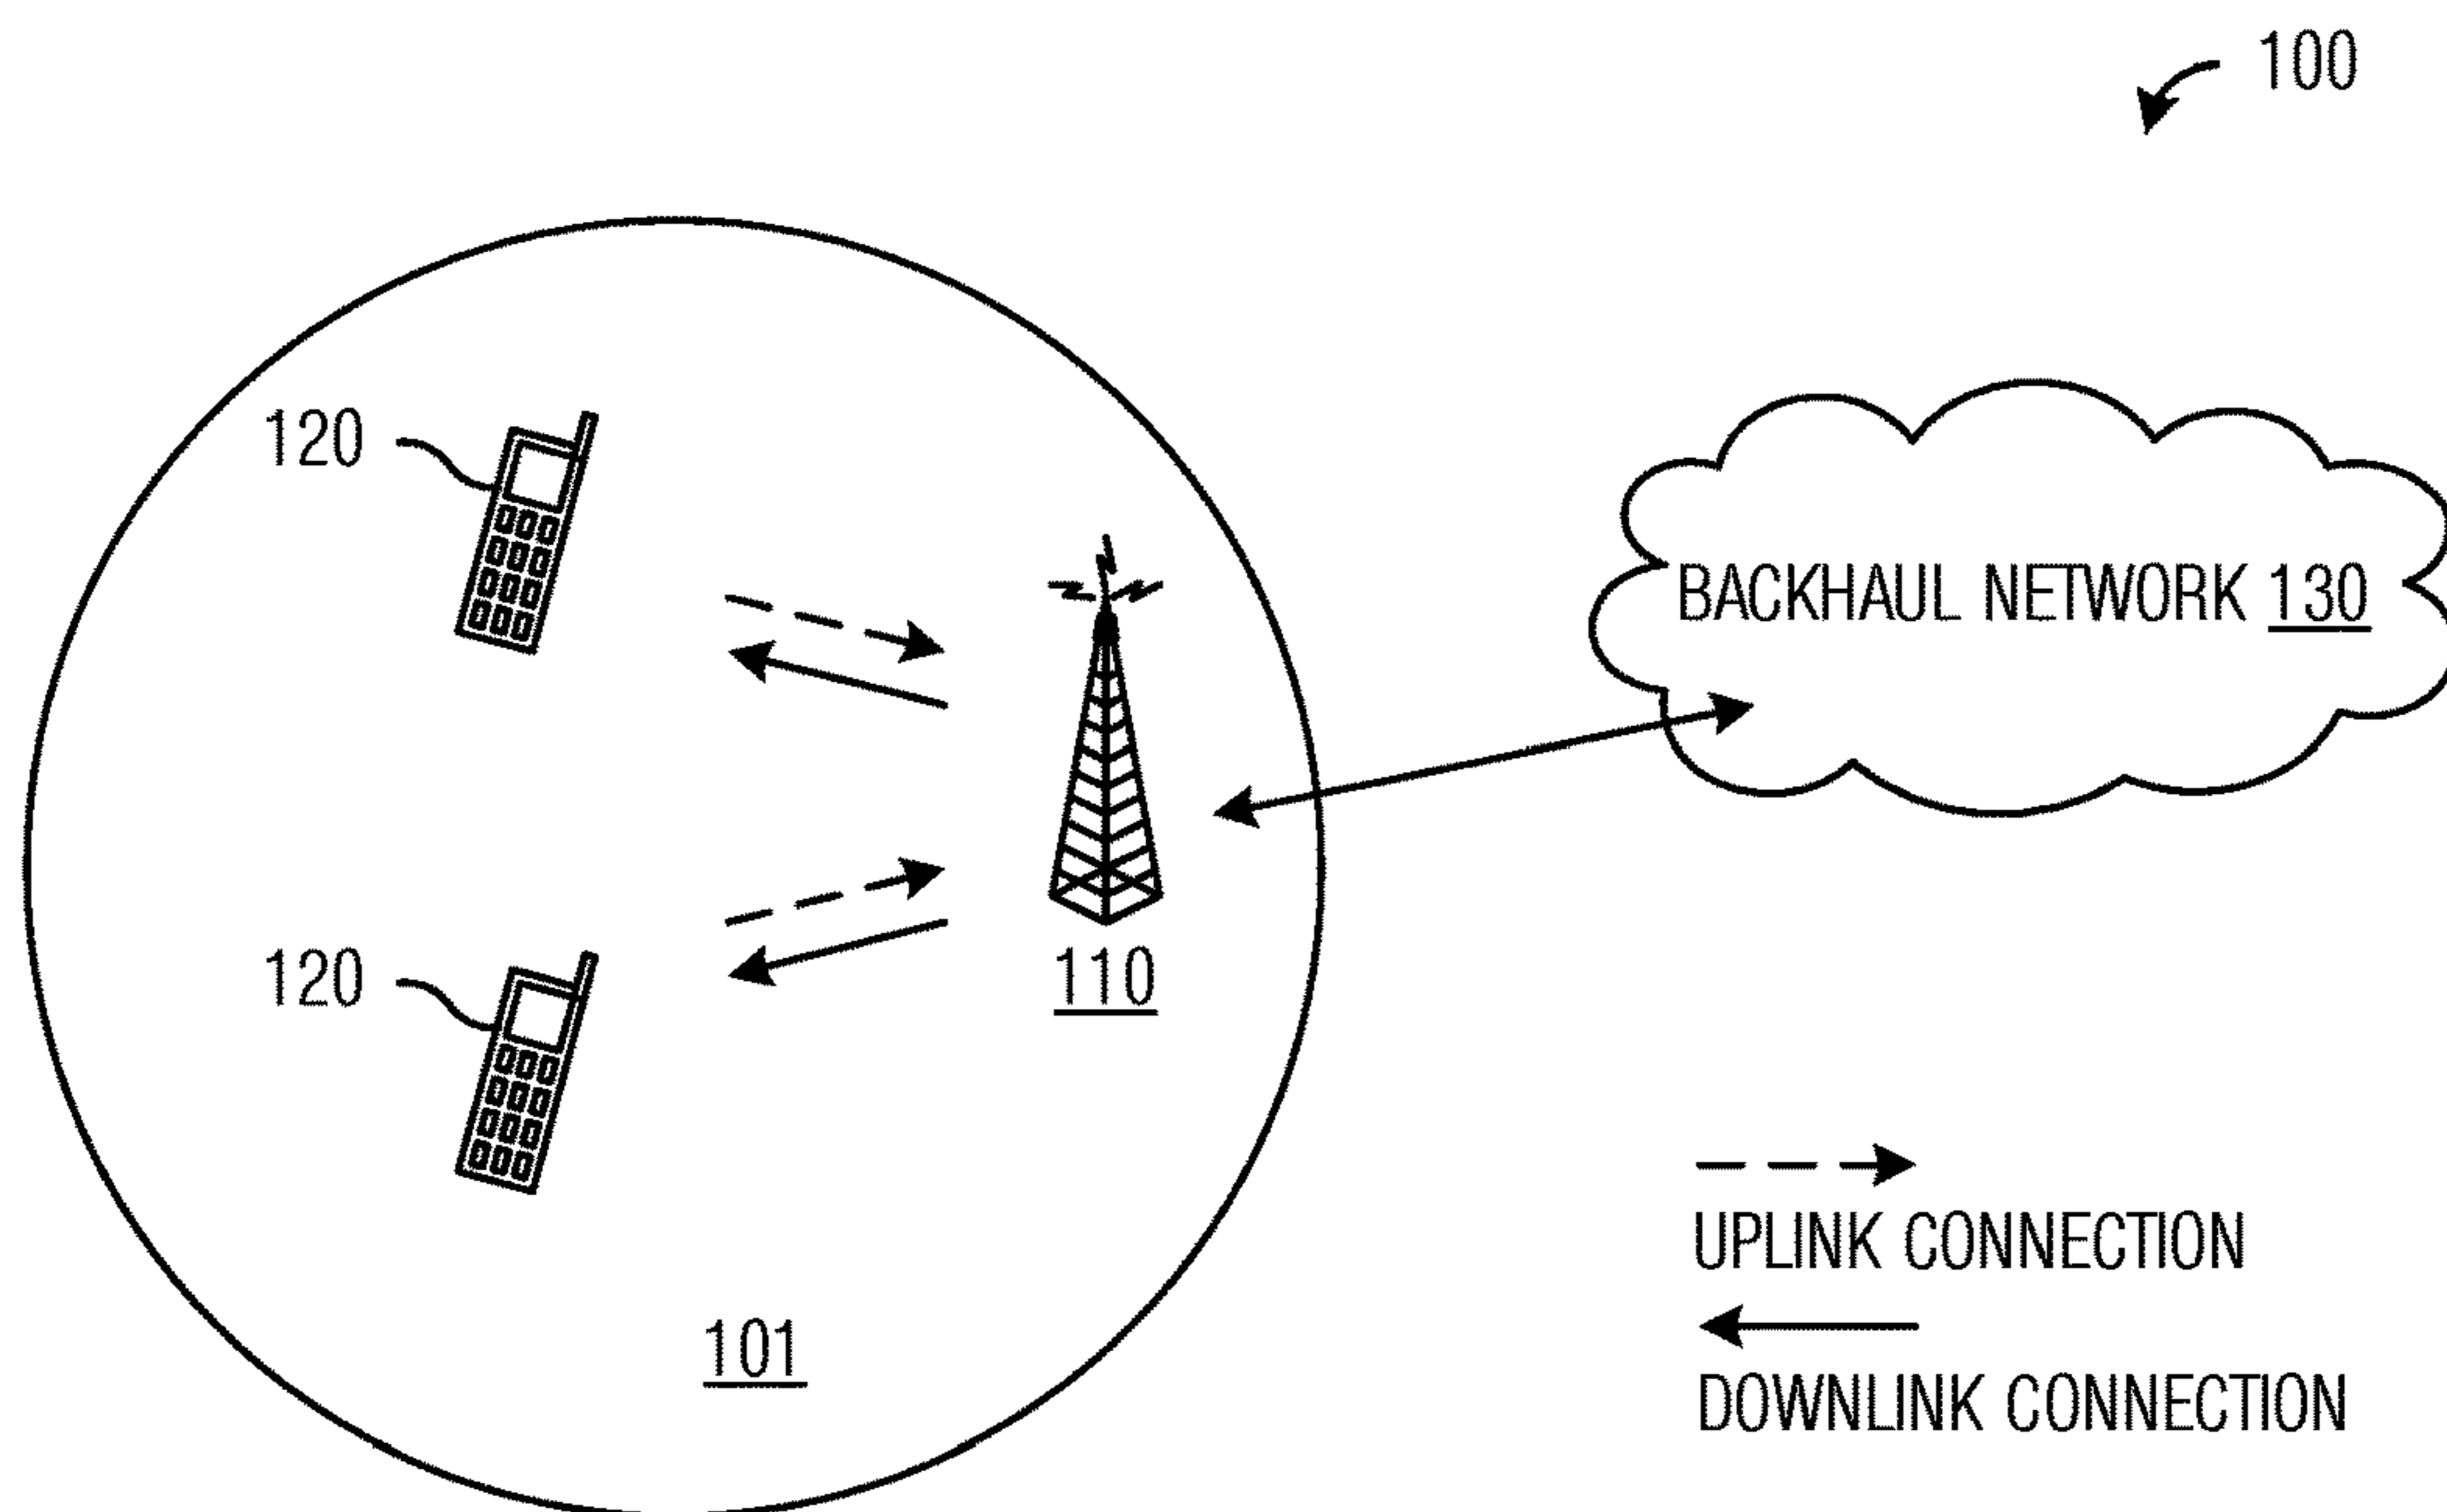 100
120
BACKHAUL NETWORK 130
120
110
UPLINK CONNECTION
101
DOWNLINK CONNECTION